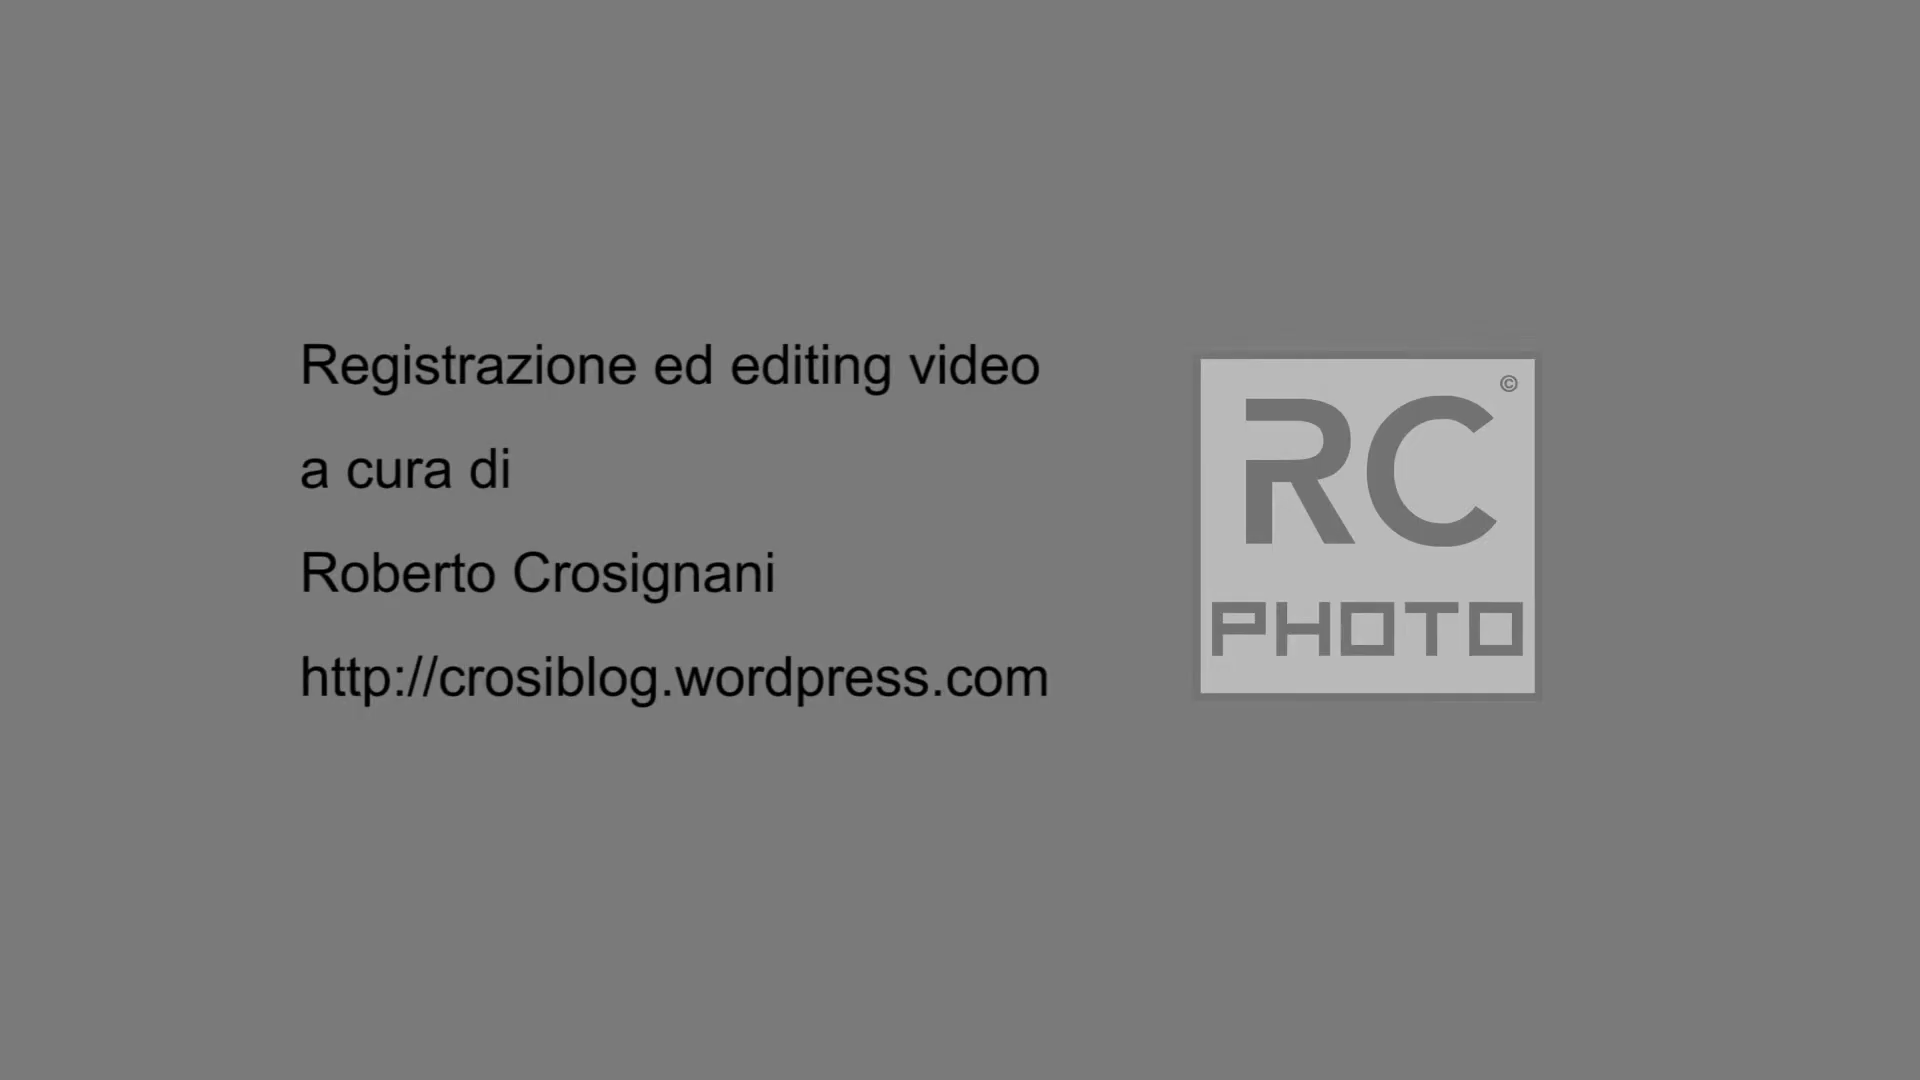 Registrazione ed editing video
a cura di
Roberto Crosignani
http://crosiblog.wordpress.com
©
RC
PHOTO